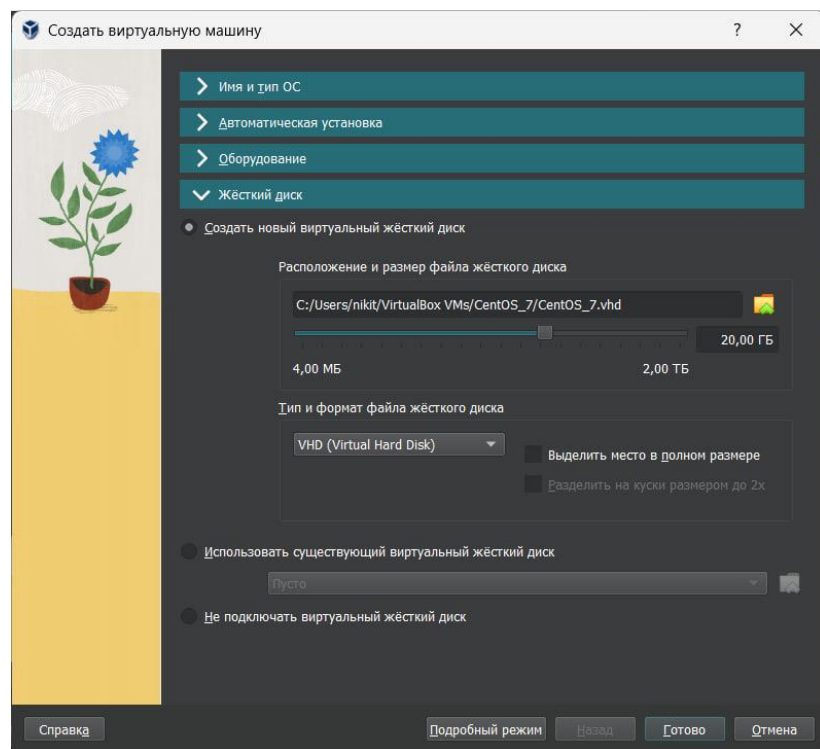 Создать виртуальную машину
?
Имя и тип ОС
Автоматическая установка
Оборудование
Жёсткий диск
Создать новый виртуальный жёсткий диск
Расположение и размер файла жёсткого диска
C:/Users/nikit/VirtualBox VMs/CentOS_7/CentOS_7.vhd
20,00 ГБ
4,00 МБ 2,00 ТБ
Тип и формат файла жёсткого диска
VHD (Virtual Hard Disk)
Выделить место в полном размере
Разделить на куски размером до 2х
Использовать существующий виртуальный жёсткий диск
Пусто
Не подключать виртуальный жёсткий диск
Справка Подробный режим Назад Готово Отмена